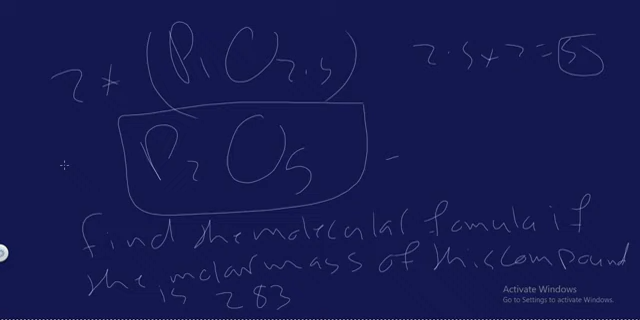 2 * (P₁O₂.₅) 2.5 x 2 = 5
P₂O₅ -
find the molecular fomula if
the molar mass of this compound
is 283
Activate Windows
Go to Settings to activate Windows.